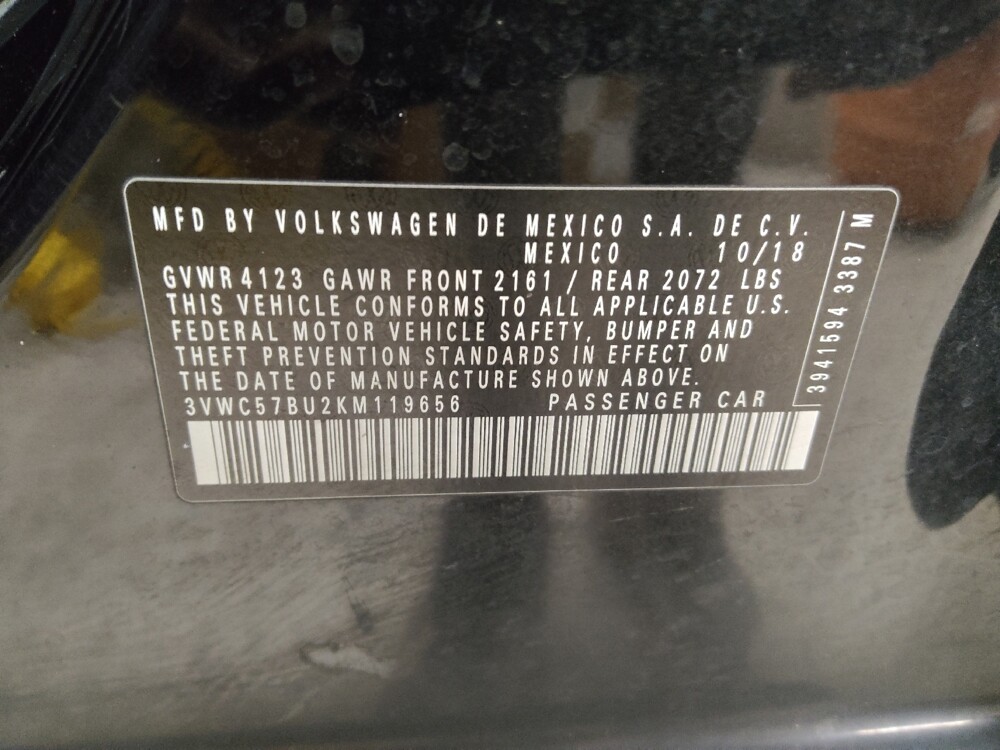 MFD BY VOLKSWAGEN DE MEXICO S.A. DE C.V.
MEXICO 10/18
GVWR 4123 GAWR FRONT 2161 / REAR 2072 LBS
THIS VEHICLE CONFORMS TO ALL APPLICABLE U.S.
FEDERAL MOTOR VEHICLE SAFETY, BUMPER AND
THEFT PREVENTION STANDARDS IN EFFECT ON
THE DATE OF MANUFACTURE SHOWN ABOVE.
3VWC57BU2KM119656 PASSENGER CAR
3941594 3387 M